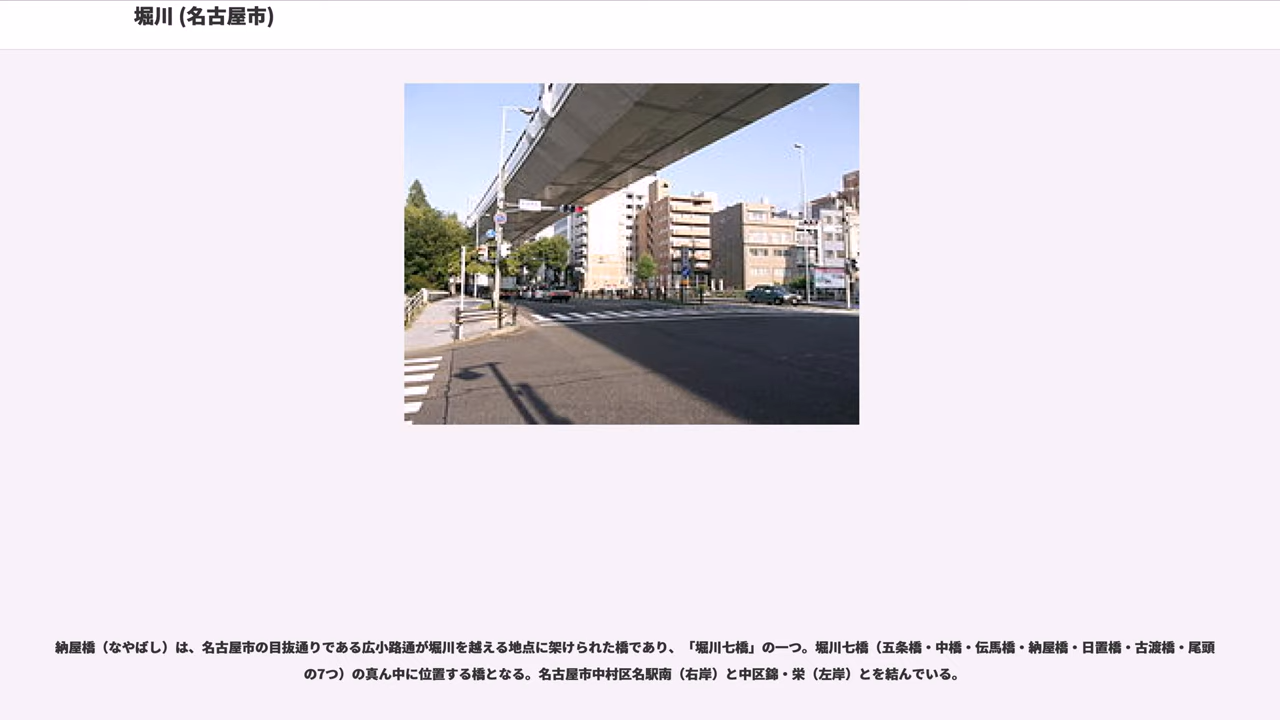 堀川 (名古屋市)
納屋橋（なやばし）は、名古屋市の目抜通りである広小路通が堀川を越える地点に架けられた橋であり、「堀川七橋」の一つ。堀川七橋（五条橋・中橋・伝馬橋・納屋橋・日置橋・古渡橋・尾頭
の7つ）の真ん中に位置する橋となる。名古屋市中村区名駅南（右岸）と中区錦・栄（左岸）とを結んでいる。